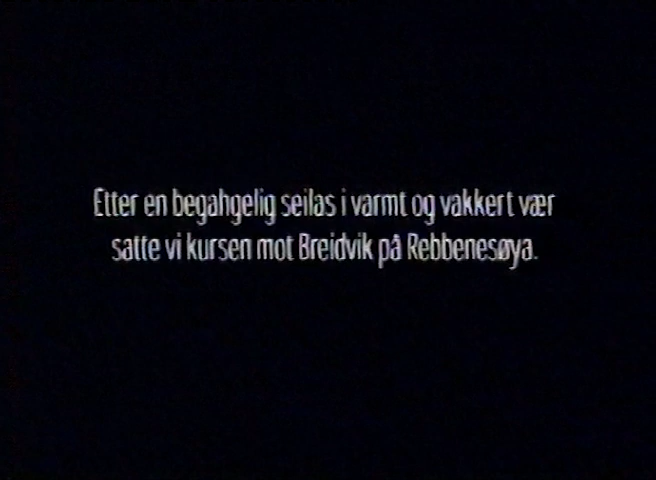 Etter en begahgelig seilas i varmt og vakkert vær
satte vi kursen mot Breidvik på Rebbenesøya.